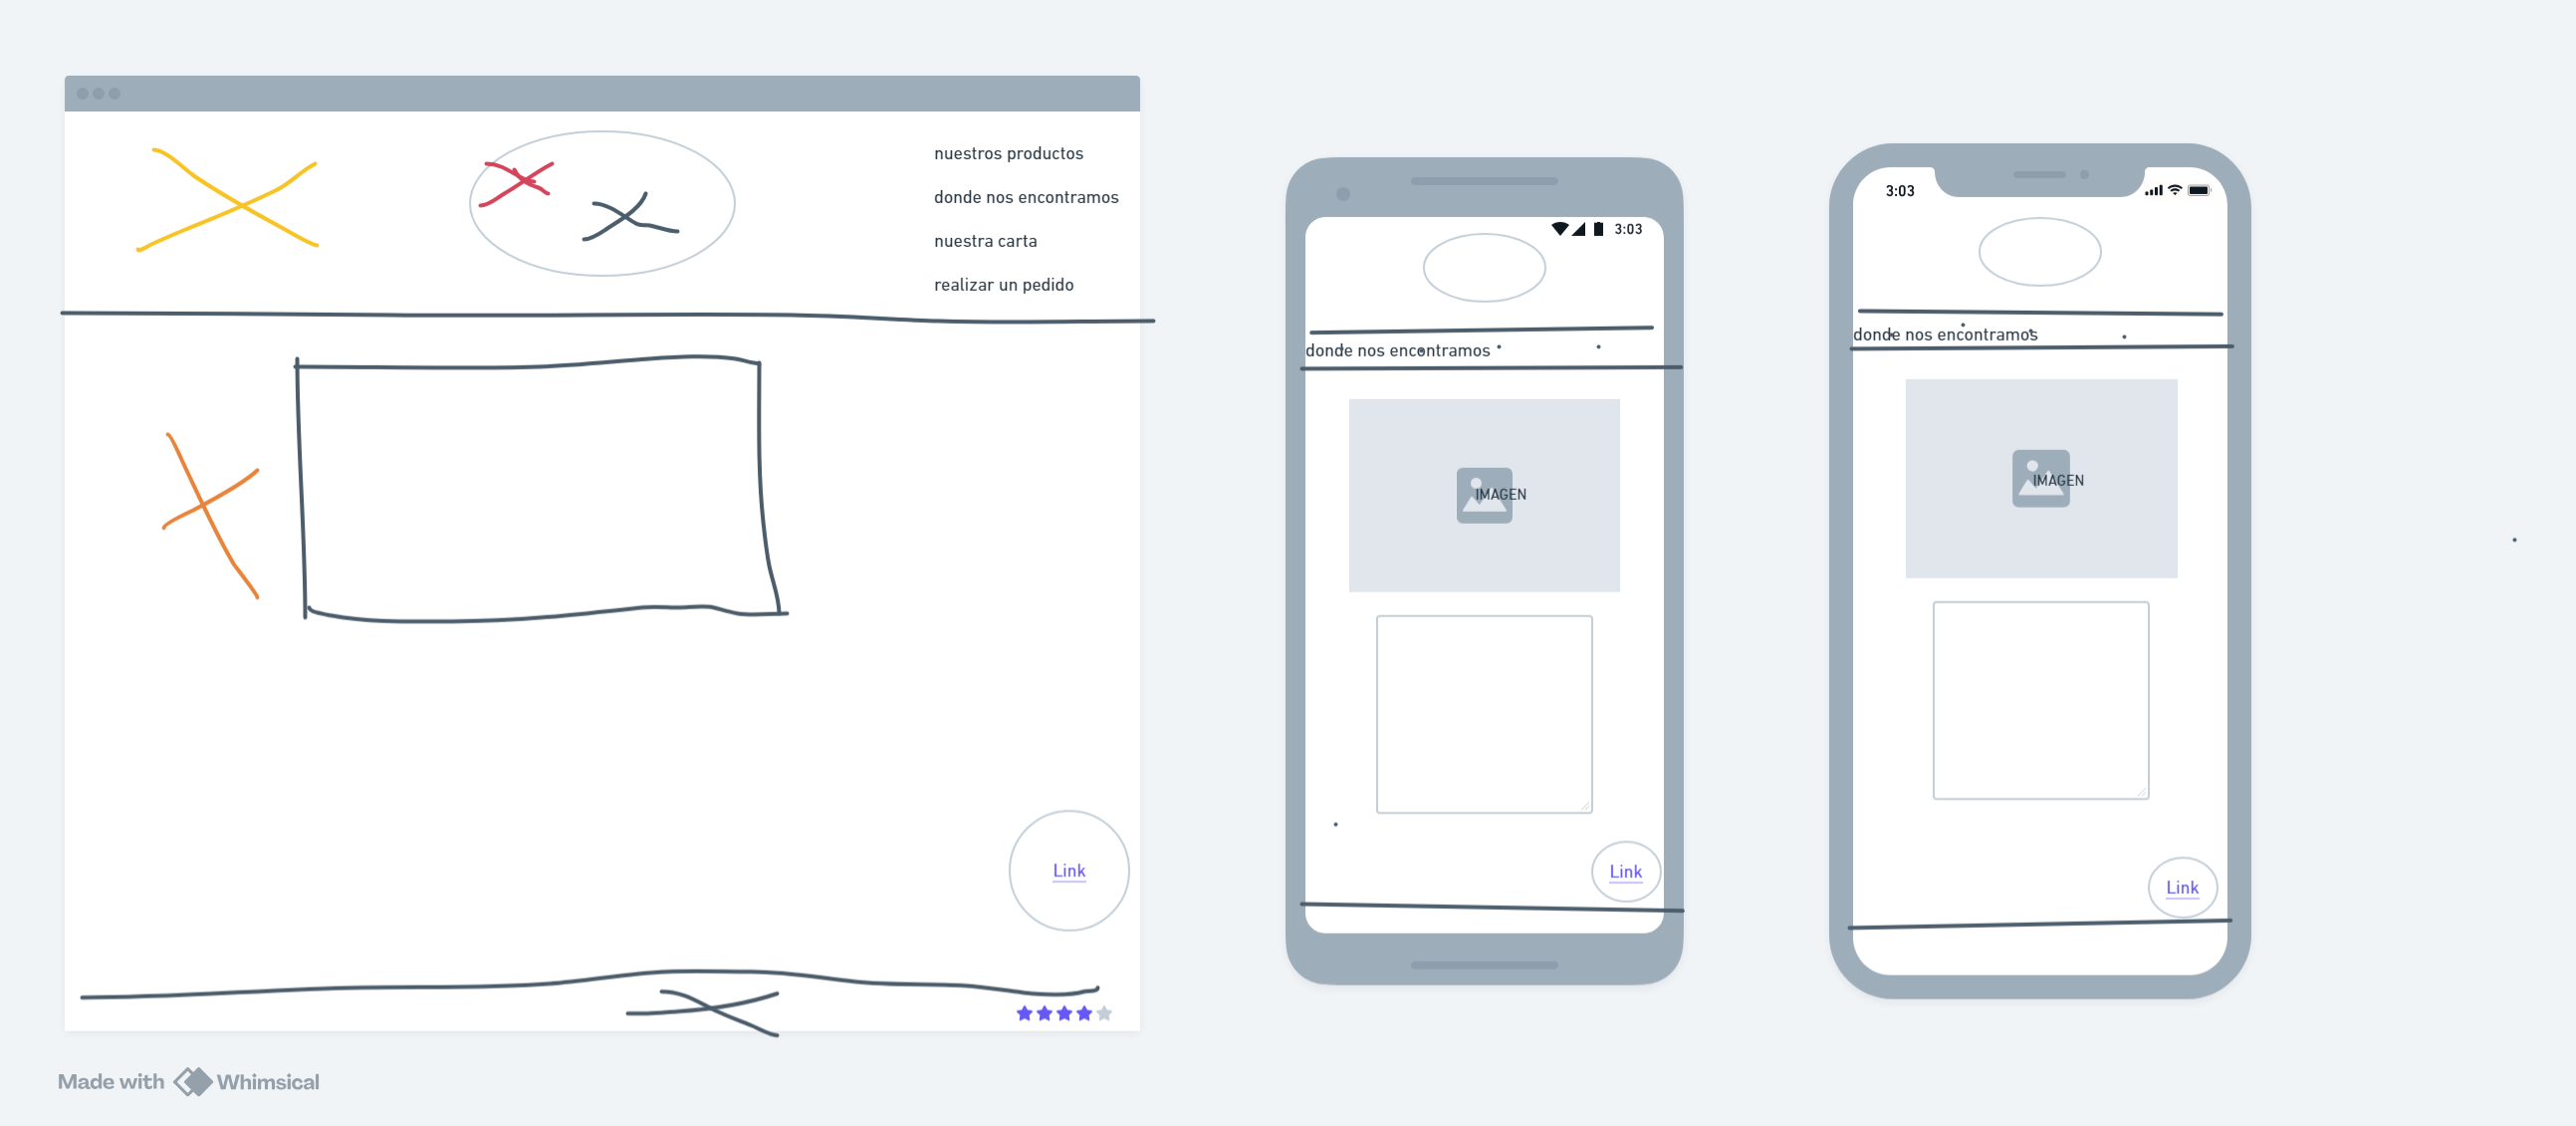 nuestros productos
donde nos encontramos
nuestra carta
realizar un pedido
Link
Made with Whimsical
3:03
donde nos encontramos
IMAGEN
Link
3:03
donde nos encontramos
IMAGEN
Link